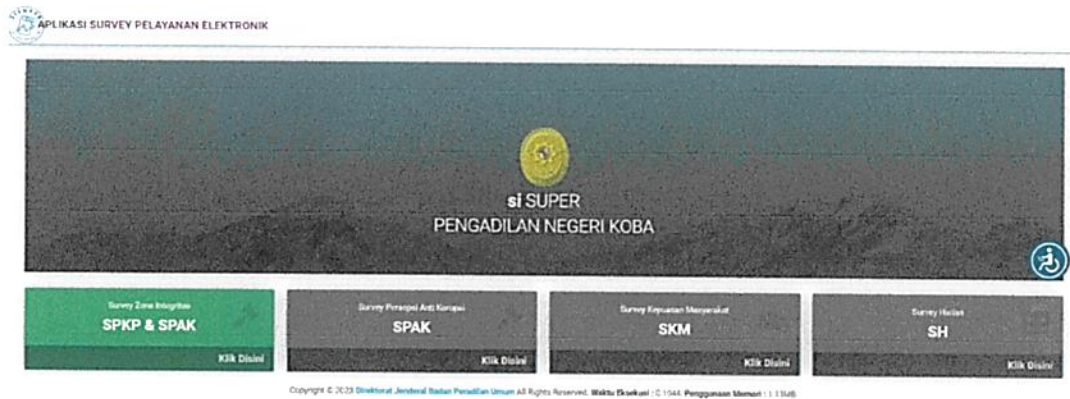 APLIKASI SURVEY PELAYANAN ELEKTRONIK
si SUPER
PENGADILAN NEGERI KOBA
Survey Zona Integritas
SPKP & SPAK
Klik Disini
Survey Persepsi Anti Korupsi
SPAK
Klik Disini
Survey Kepuasan Masyarakat
SKM
Klik Disini
Survey Harian
SH
Klik Disini
Copyright © 2023 Direktorat Jenderal Badan Peradilan Umum All Rights Reserved. Waktu Eksekusi : 0.1044. Penggunaan Memori :